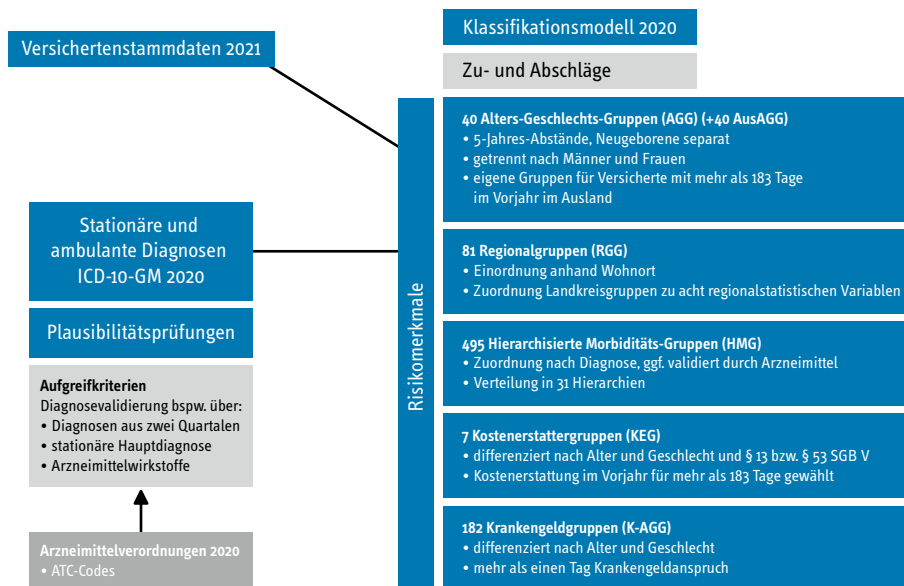 Versichertenstammdaten 2021
Stationäre und
ambulante Diagnosen
ICD-10-GM 2020
Plausibilitätsprüfungen
Aufgreifkriterien
Diagnosevalidierung bspw. über:
• Diagnosen aus zwei Quartalen
• stationäre Hauptdiagnose
• Arzneimittelwirkstoffe
Arzneimittelverordnungen 2020
• ATC-Codes
Risikomerkmale
Klassifikationsmodell 2020
Zu- und Abschläge
40 Alters-Geschlechts-Gruppen (AGG) (+40 AusAGG)
• 5-Jahres-Abstände, Neugeborene separat
• getrennt nach Männer und Frauen
• eigene Gruppen für Versicherte mit mehr als 183 Tage
im Vorjahr im Ausland
81 Regionalgruppen (RGG)
• Einordnung anhand Wohnort
• Zuordnung Landkreisgruppen zu acht regionalstatistischen Variablen
495 Hierarchisierte Morbiditäts-Gruppen (HMG)
• Zuordnung nach Diagnose, ggf. validiert durch Arzneimittel
• Verteilung in 31 Hierarchien
7 Kostenerstattergruppen (KEG)
• differenziert nach Alter und Geschlecht und § 13 bzw. § 53 SGB V
• Kostenerstattung im Vorjahr für mehr als 183 Tage gewählt
182 Krankengeldgruppen (K-AGG)
• differenziert nach Alter und Geschlecht
• mehr als einen Tag Krankengeldanspruch